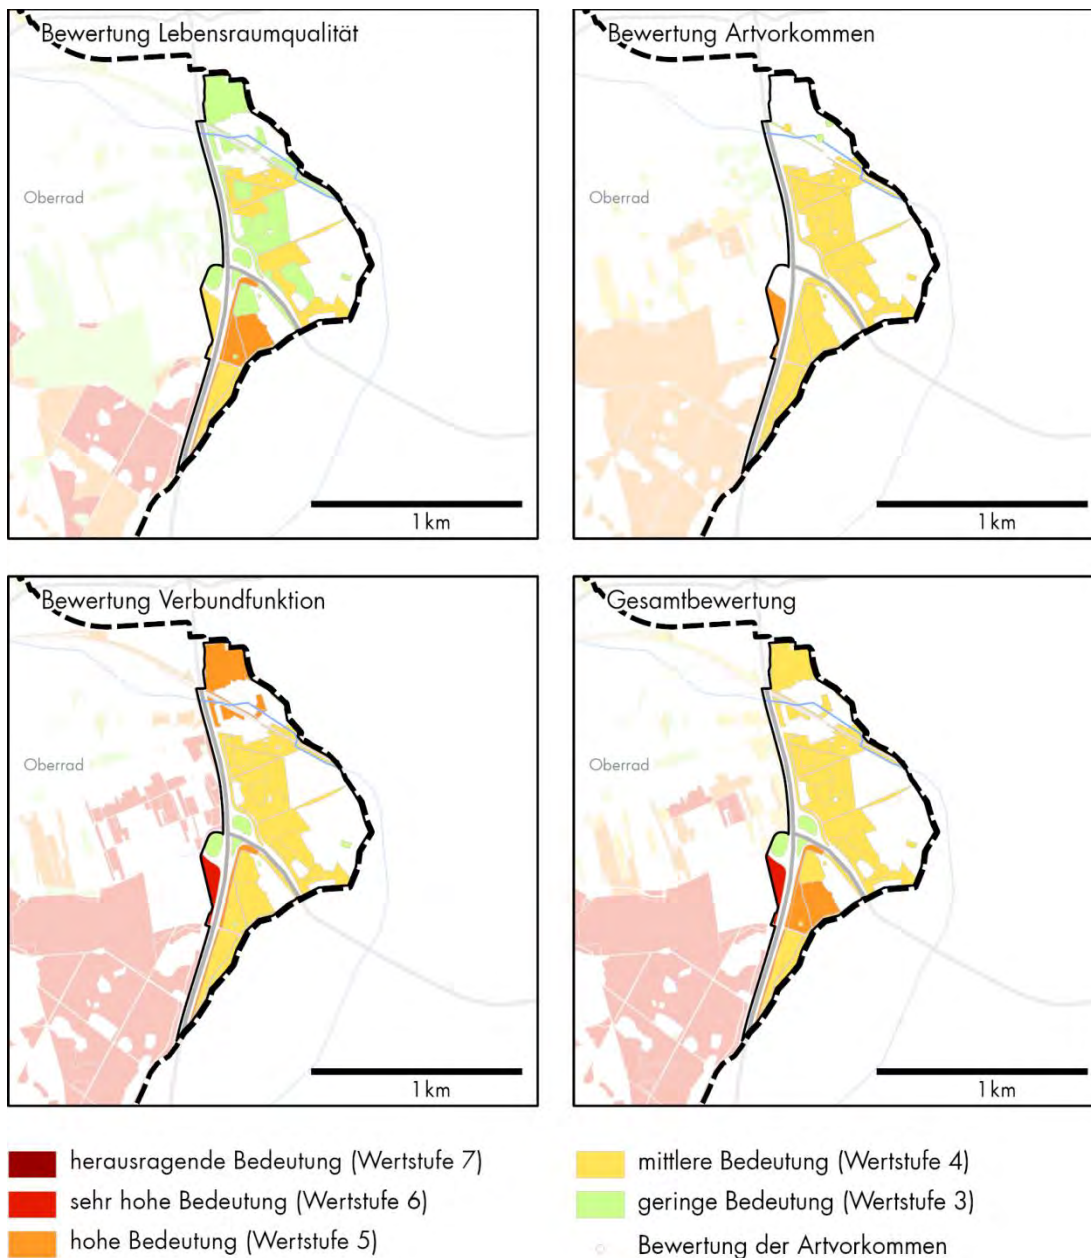 Bewertung Lebensraumqualität
Oberrad
1 km
Bewertung Artvorkommen
Oberrad
1 km
Bewertung Verbundfunktion
Oberrad
1 km
Gesamtbewertung
Oberrad
1 km
herausragende Bedeutung (Wertstufe 7)
sehr hohe Bedeutung (Wertstufe 6)
hohe Bedeutung (Wertstufe 5)
mittlere Bedeutung (Wertstufe 4)
geringe Bedeutung (Wertstufe 3)
Bewertung der Artvorkommen